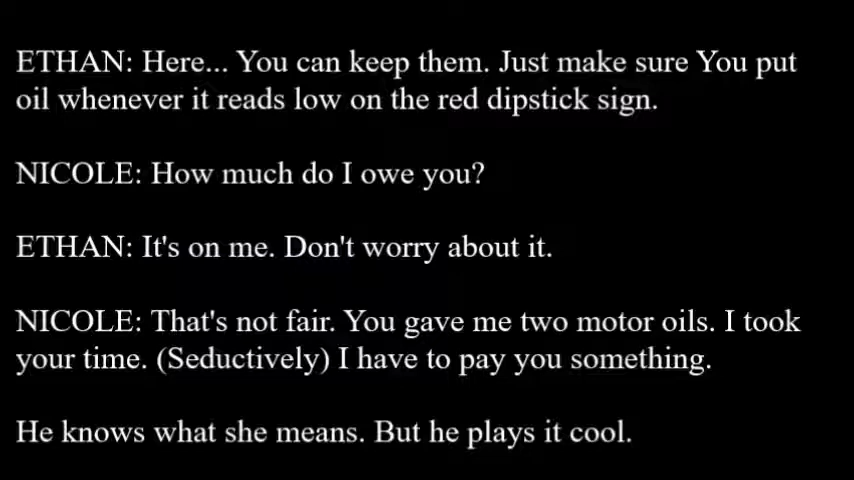 ETHAN: Here... You can keep them. Just make sure You put
oil whenever it reads low on the red dipstick sign.
NICOLE: How much do I owe you?
ETHAN: It's on me. Don't worry about it.
NICOLE: That's not fair. You gave me two motor oils. I took
your time. (Seductively) I have to pay you something.
He knows what she means. But he plays it cool.